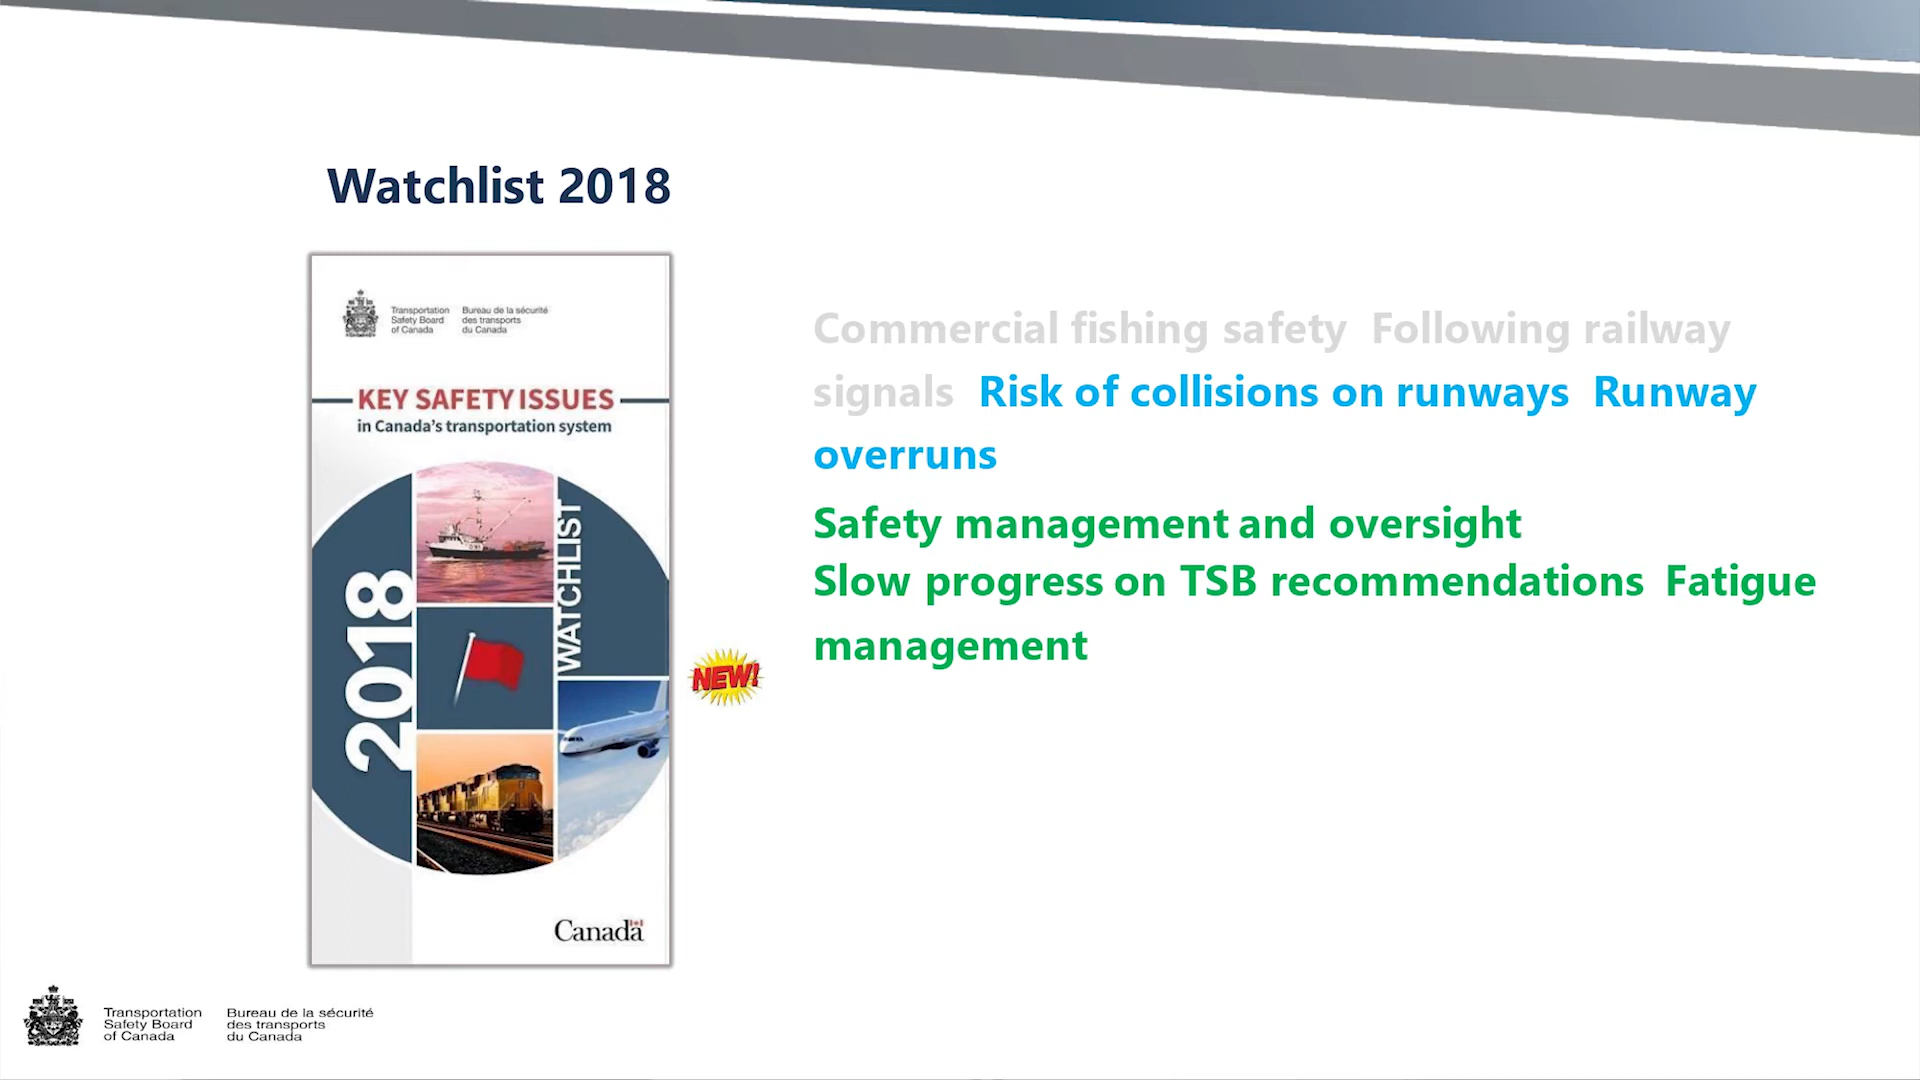 Watchlist 2018
Transportation Safety Board of Canada
Bureau de la sécurité des transports du Canada
KEY SAFETY ISSUES
in Canada's transportation system
2018
WATCHLIST
Canada
NEW!
Commercial fishing safety Following railway
signals Risk of collisions on runways Runway
overruns
Safety management and oversight
Slow progress on TSB recommendations Fatigue
management
Transportation Safety Board of Canada
Bureau de la sécurité des transports du Canada